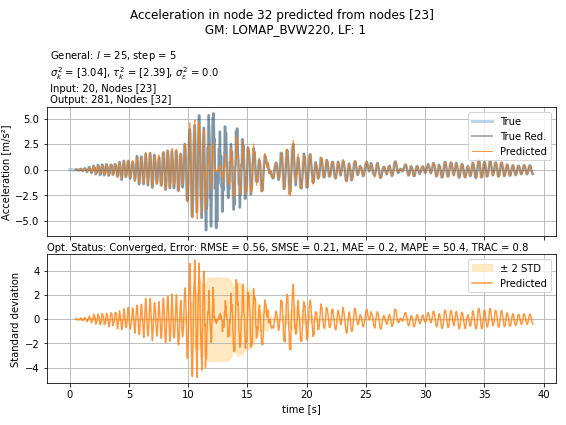 Acceleration in node 32 predicted from nodes [23]
GM: LOMAP_BVW220, LF: 1
General: l = 25, step = 5
σ²ₖ = [3.04], τ²ₖ = [2.39], σ²_ε = 0.0
Input: 20, Nodes [23]
Output: 281, Nodes [32]
Acceleration [m/s²]
5.0
2.5
0.0
−2.5
−5.0
True
True Red.
Predicted
Opt. Status: Converged, Error: RMSE = 0.56, SMSE = 0.21, MAE = 0.2, MAPE = 50.4, TRAC = 0.8
Standard deviation
4
2
0
−2
−4
± 2 STD
Predicted
0 5 10 15 20 25 30 35 40
time [s]